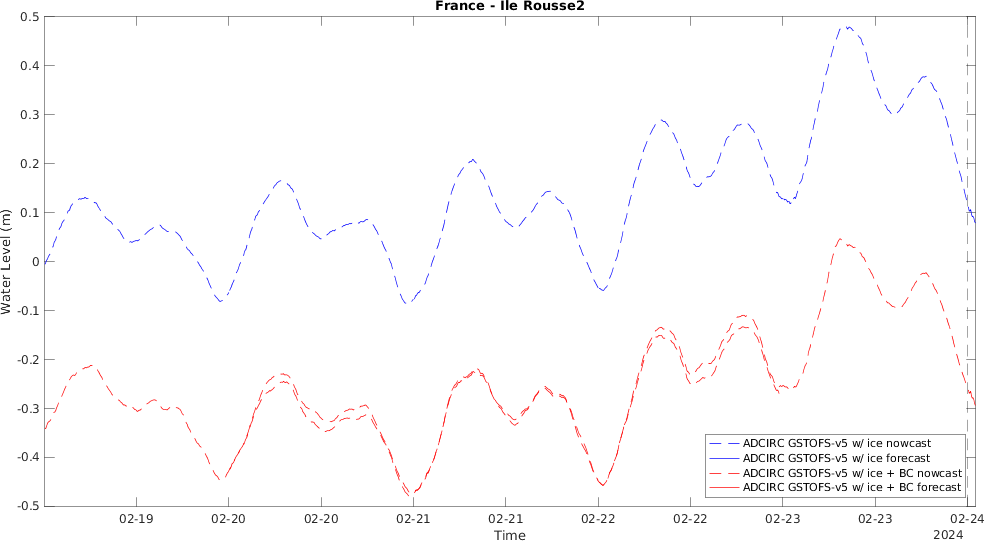 France - Ile Rousse2
0.5
0.4
0.3
0.2
0.1
0
-0.1
-0.2
-0.3
-0.4
-0.5
Water Level (m)
ADCIRC GSTOFS-v5 w/ ice nowcast
ADCIRC GSTOFS-v5 w/ ice forecast
ADCIRC GSTOFS-v5 w/ ice + BC nowcast
ADCIRC GSTOFS-v5 w/ ice + BC forecast
02-19 02-20 02-20 02-21 02-21 02-22 02-22 02-23 02-23 02-24
Time
2024